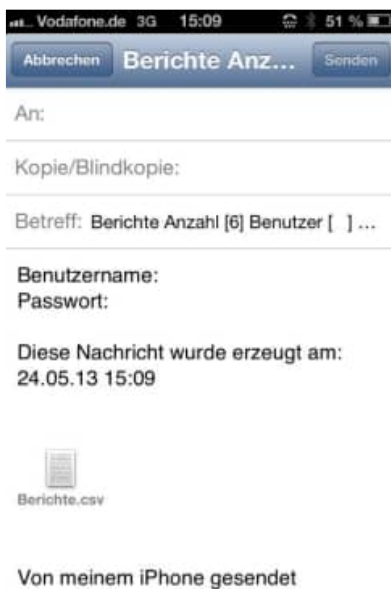 Vodafone.de 3G 15:09 51 %
Abbrechen Berichte Anz... Senden
An:
Kopie/Blindkopie:
Betreff: Berichte Anzahl [6] Benutzer [ ] ...
Benutzername:
Passwort:
Diese Nachricht wurde erzeugt am:
24.05.13 15:09
Berichte.csv
Von meinem iPhone gesendet